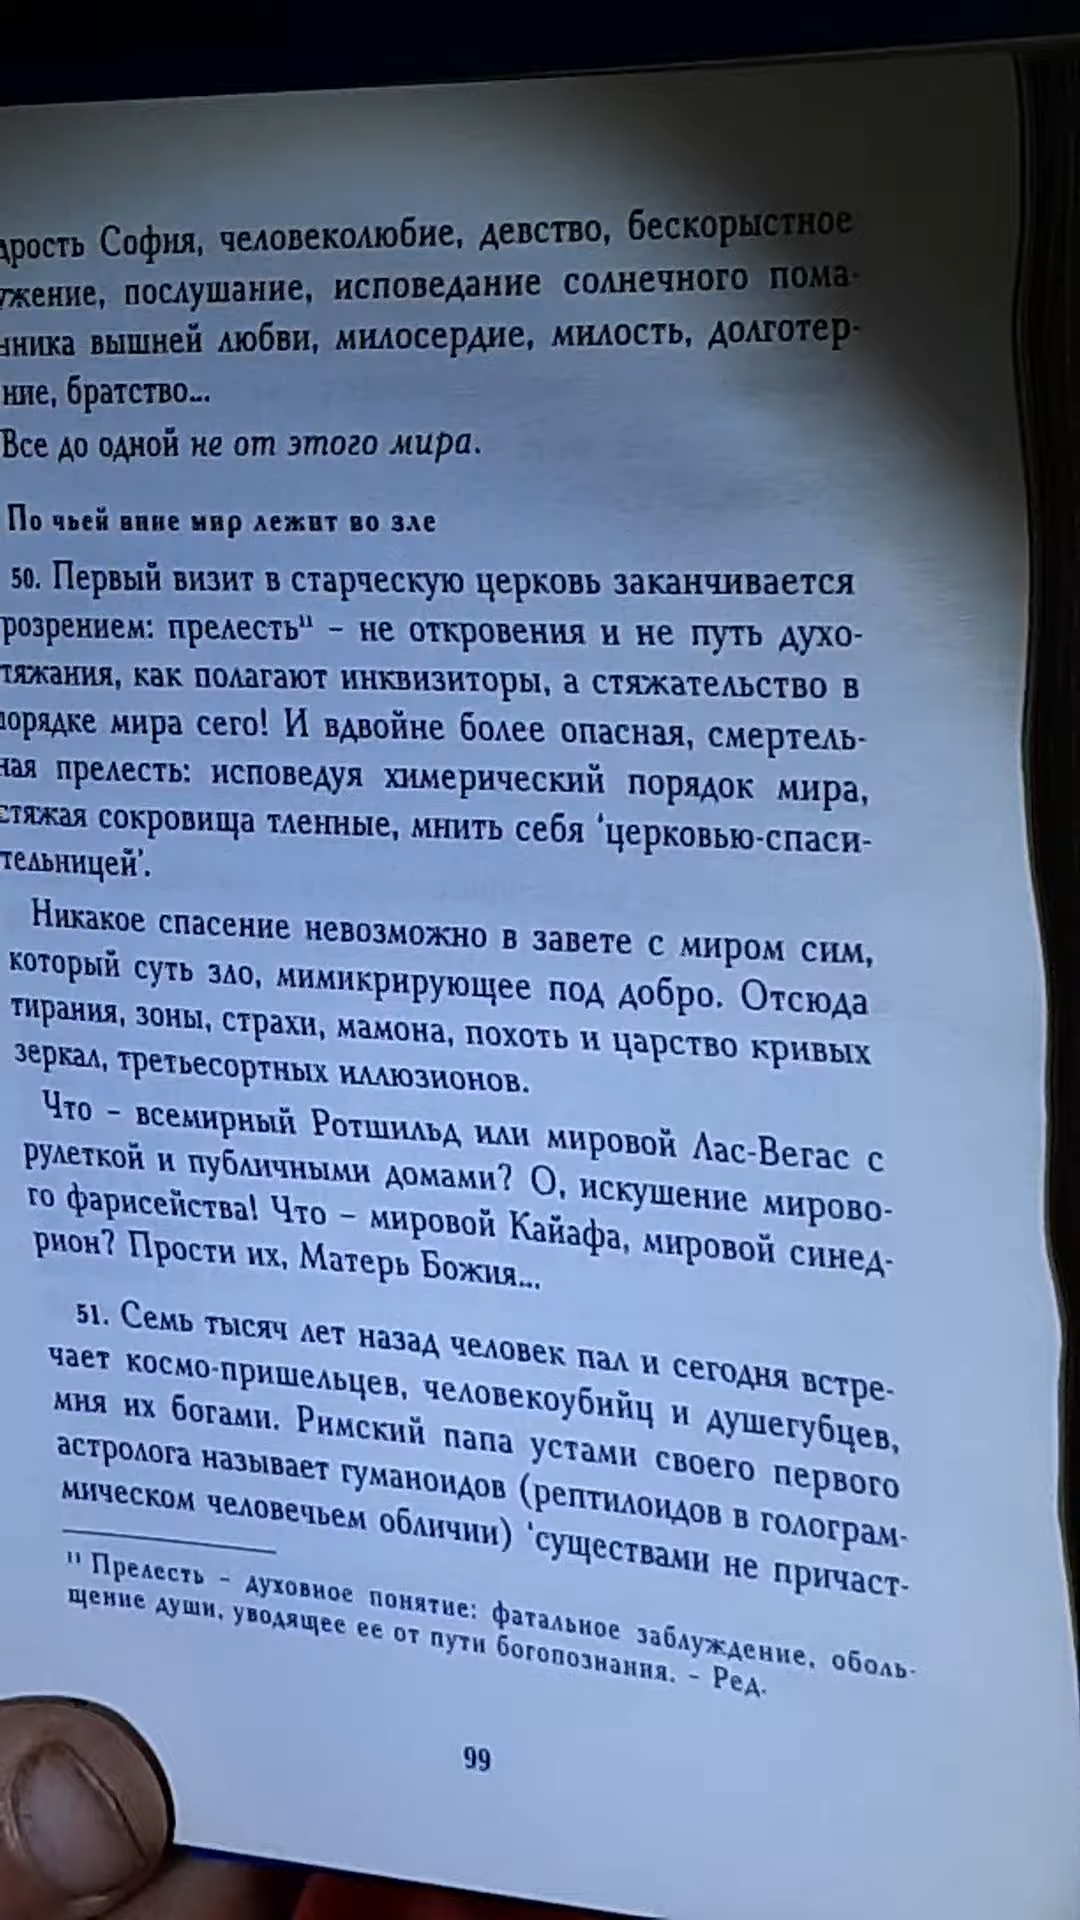 дрость София, человеколюбие, девство, бескорыстное
ужение, послушание, исповедание солнечного пома-
нника вышней любви, милосердие, милость, долготер-
ние, братство...
Все до одной не от этого мира.
По чьей вине мир лежит во зле
50. Первый визит в старческую церковь заканчивается
розрением: прелесть¹¹ – не откровения и не путь духо-
тяжания, как полагают инквизиторы, а стяжательство в
порядке мира сего! И вдвойне более опасная, смертель-
ная прелесть: исповедуя химерический порядок мира,
стяжая сокровища тленные, мнить себя 'церковью-спаси-
тельницей'.
Никакое спасение невозможно в завете с миром сим,
который суть зло, мимикрирующее под добро. Отсюда
тирания, зоны, страхи, мамона, похоть и царство кривых
зеркал, третьесортных иллюзионов.
Что – всемирный Ротшильд или мировой Лас-Вегас с
рулеткой и публичными домами? О, искушение мирово-
го фарисейства! Что – мировой Кайафа, мировой синед-
рион? Прости их, Матерь Божия...
51. Семь тысяч лет назад человек пал и сегодня встре-
чает космо-пришельцев, человекоубийц и душегубцев,
мня их богами. Римский папа устами своего первого
астролога называет гуманоидов (рептилоидов в гологра­м-
мическом человечьем обличии) 'существами не причаст-
¹¹ Прелесть – духовное понятие: фатальное заблуждение, оболь-
щение души, уводящее ее от пути богопознания. – Ред.
99